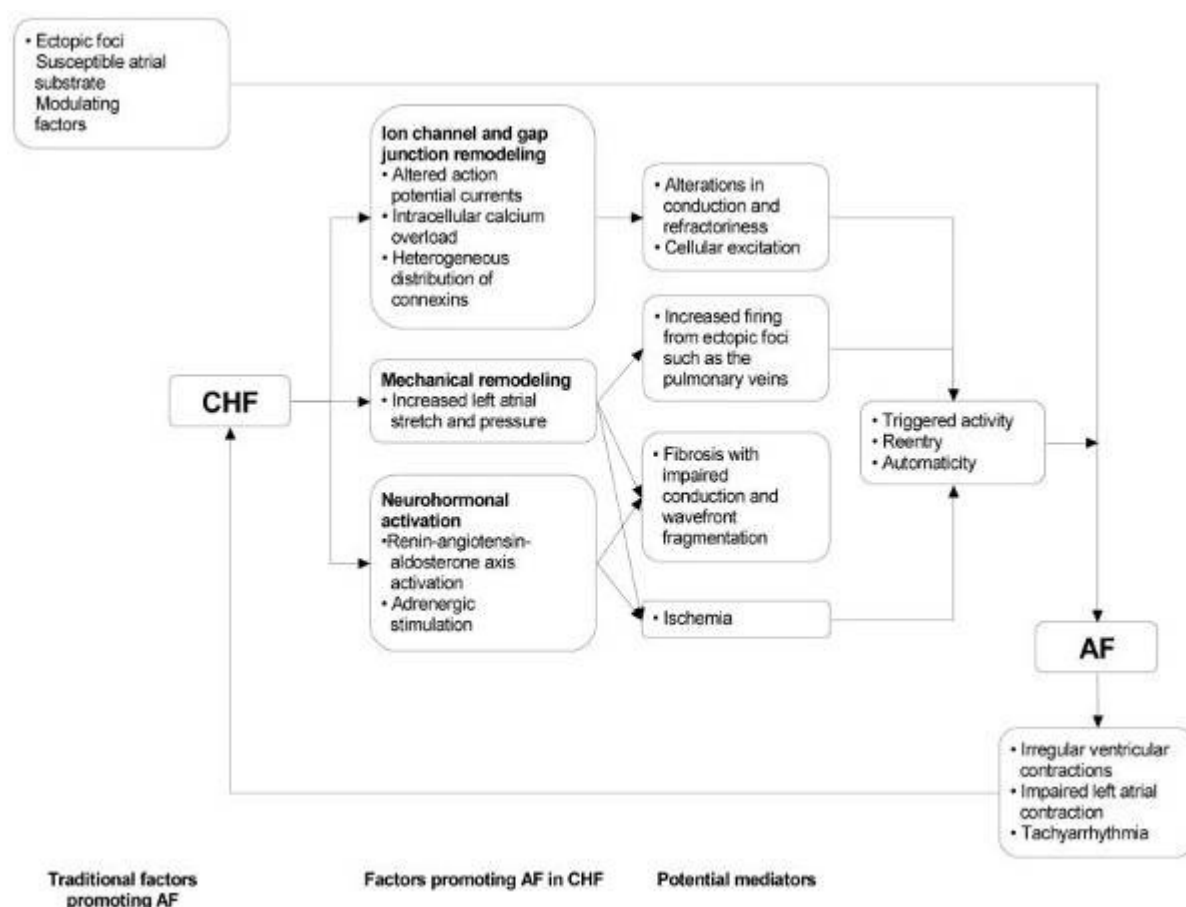 • Ectopic foci
Susceptible atrial
substrate
Modulating
factors
Ion channel and gap
junction remodeling
• Altered action
potential currents
• Intracellular calcium
overload
• Heterogeneous
distribution of
connexins
• Alterations in
conduction and
refractoriness
• Cellular excitation
• Increased firing
from ectopic foci
such as the
pulmonary veins
CHF
Mechanical remodeling
• Increased left atrial
stretch and pressure
• Triggered activity
• Reentry
• Automaticity
• Fibrosis with
impaired
conduction and
wavefront
fragmentation
Neurohormonal
activation
•Renin-angiotensin-
aldosterone axis
activation
• Adrenergic
stimulation
• Ischemia
AF
• Irregular ventricular
contractions
• Impaired left atrial
contraction
• Tachyarrhythmia
Traditional factors
promoting AF
Factors promoting AF in CHF
Potential mediators